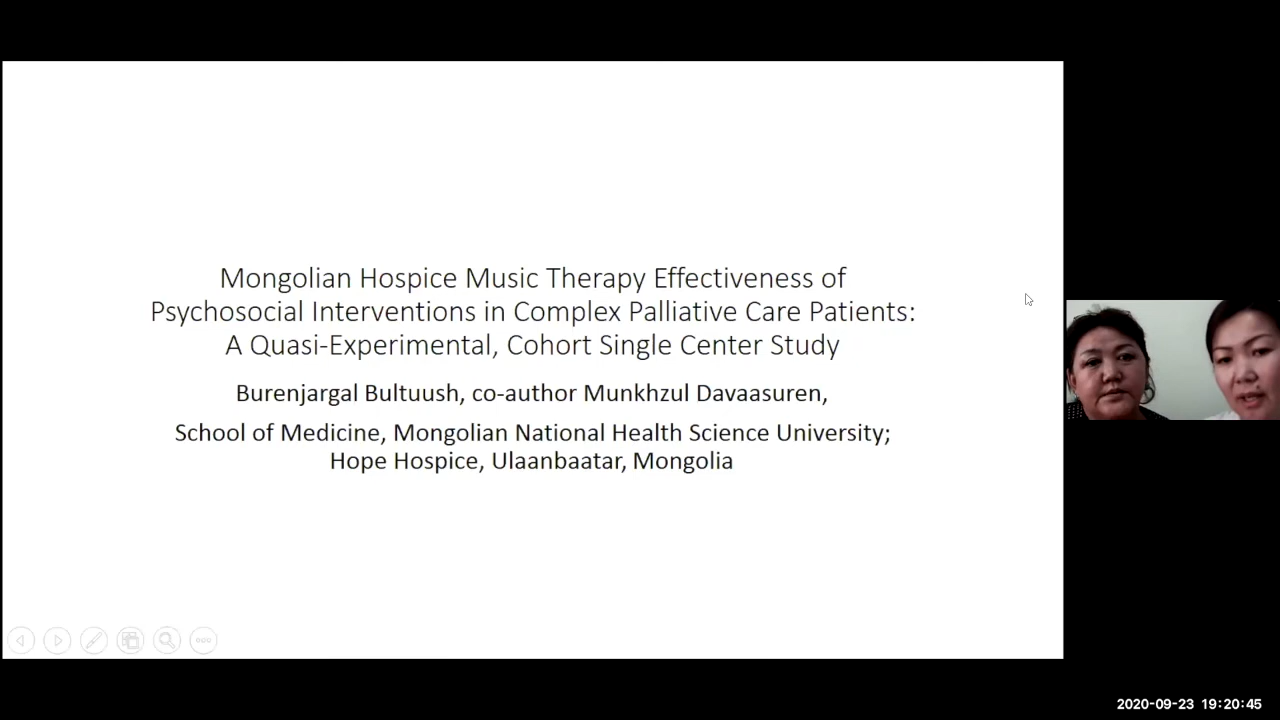 Mongolian Hospice Music Therapy Effectiveness of
Psychosocial Interventions in Complex Palliative Care Patients:
A Quasi-Experimental, Cohort Single Center Study
Burenjargal Bultuush, co-author Munkhzul Davaasuren,
School of Medicine, Mongolian National Health Science University;
Hope Hospice, Ulaanbaatar, Mongolia
2020-09-23 19:20:45